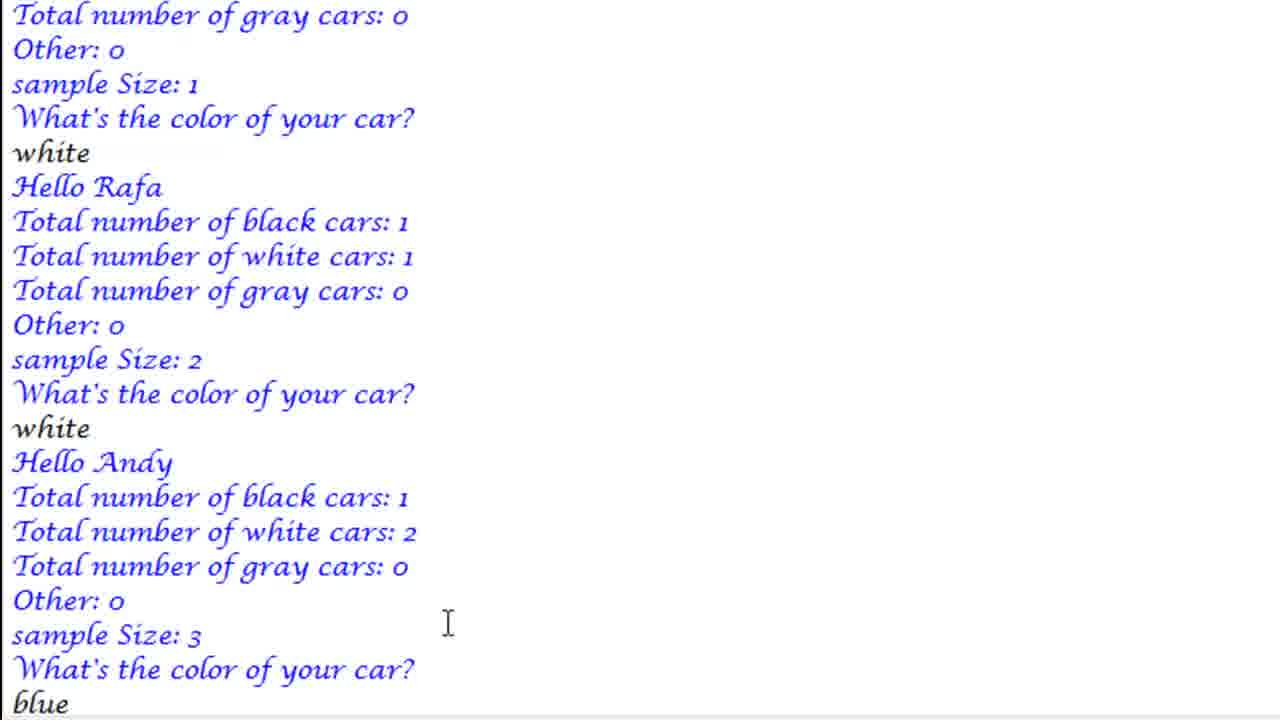 Total number of gray cars: 0
Other: 0
sample Size: 1
What's the color of your car?
white
Hello Rafa
Total number of black cars: 1
Total number of white cars: 1
Total number of gray cars: 0
Other: 0
sample Size: 2
What's the color of your car?
white
Hello Andy
Total number of black cars: 1
Total number of white cars: 2
Total number of gray cars: 0
Other: 0
sample Size: 3
What's the color of your car?
blue